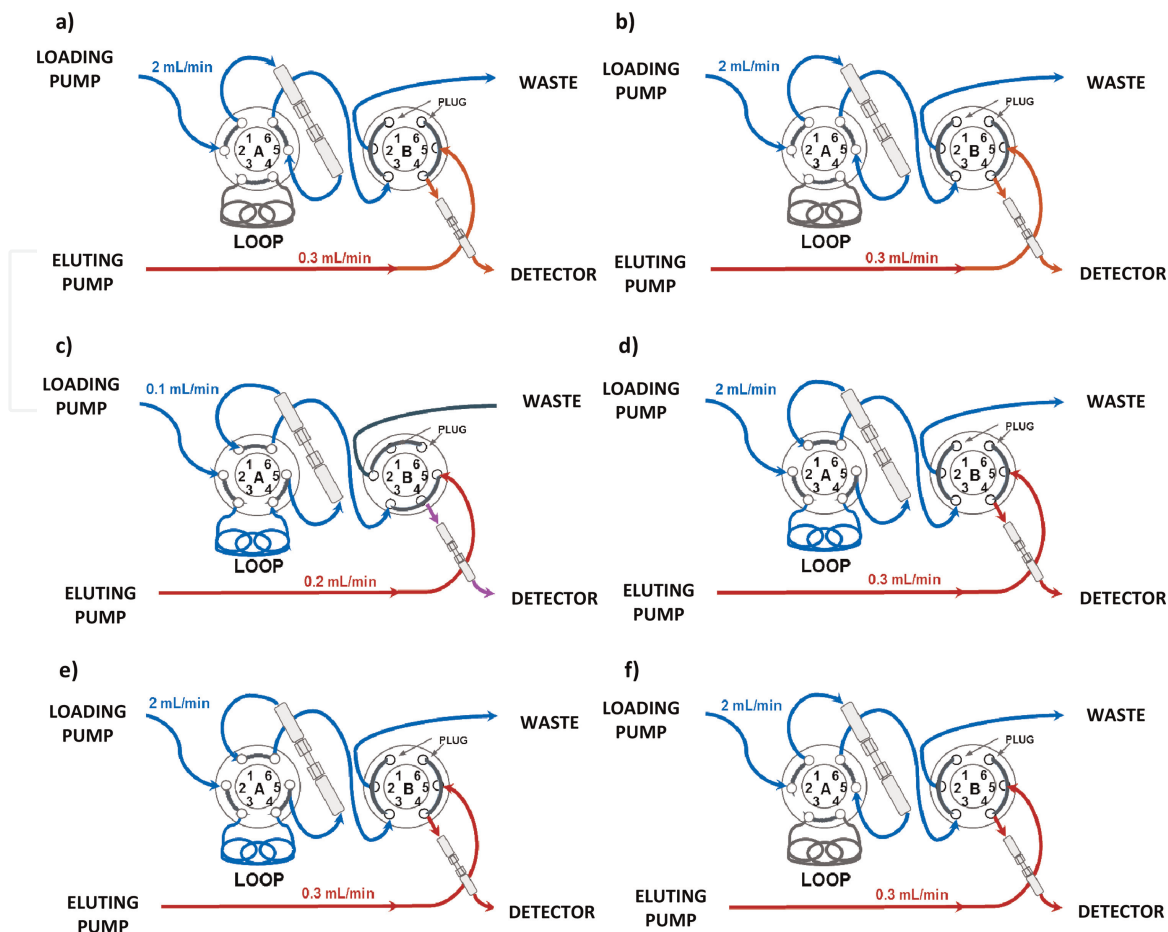 a)
LOADING
PUMP
2 mL/min
WASTE
PLUG
1 6
2 A 5
3 4
1 6
2 B 5
3 4
LOOP
ELUTING
PUMP
0.3 mL/min
DETECTOR
b)
LOADING
PUMP
2 mL/min
WASTE
PLUG
1 6
2 A 5
3 4
1 6
2 B 5
3 4
LOOP
ELUTING
PUMP
0.3 mL/min
DETECTOR
c)
LOADING
PUMP
0.1 mL/min
WASTE
PLUG
1 6
2 A 5
3 4
1 6
2 B 5
3 4
LOOP
ELUTING
PUMP
0.2 mL/min
DETECTOR
d)
LOADING
PUMP
2 mL/min
WASTE
PLUG
1 6
2 A 5
3 4
1 6
2 B 5
3 4
LOOP
ELUTING
PUMP
0.3 mL/min
DETECTOR
e)
LOADING
PUMP
2 mL/min
WASTE
PLUG
1 6
2 A 5
3 4
1 6
2 B 5
3 4
LOOP
ELUTING
PUMP
0.3 mL/min
DETECTOR
f)
LOADING
PUMP
2 mL/min
WASTE
PLUG
1 6
2 A 5
3 4
1 6
2 B 5
3 4
LOOP
ELUTING
PUMP
0.3 mL/min
DETECTOR